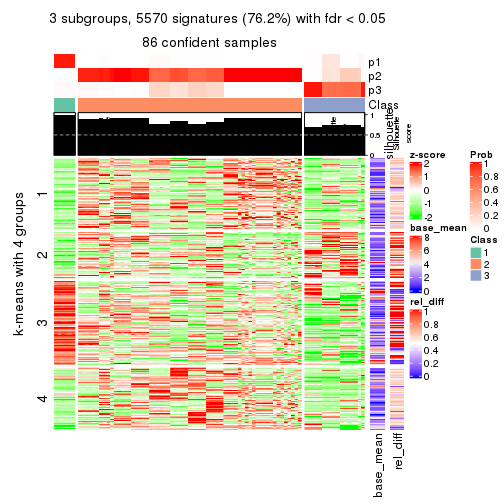 3 subgroups, 5570 signatures (76.2%) with fdr < 0.05
86 confident samples
p1
p2
p3
Class
1
0.5
0
silhouette
Silhouette
score
k-means with 4 groups
1
2
3
4
base_mean
rel_diff
z-score
2
1
0
-1
-2
base_mean
8
6
4
2
0
rel_diff
1
0.8
0.6
0.4
0.2
0
Prob
1
0.8
0.6
0.4
0.2
0
Class
1
2
3